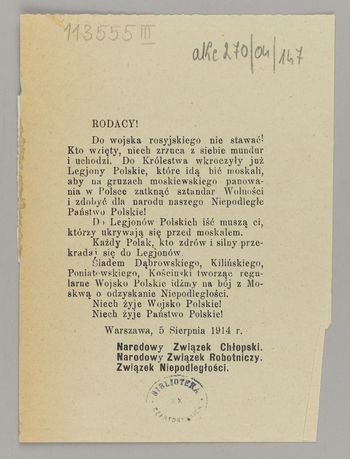 113555 III
akc 270/04/147
RODACY!
Do wojska rosyjskiego nie stawać!
Kto wzięty, niech zrzuca z siebie mundur
i uchodzi. Do Królestwa wkroczyły już
Legjony Polskie, które idą bić moskali,
aby na gruzach moskiewskiego panowa-
nia w Polsce zatknąć sztandar Wolności
i zdobyć dla narodu naszego Niepodległe
Państwo Polskie!
Do Legjonów Polskich iść muszą ci,
którzy ukrywają się przed moskalem.
Każdy Polak, kto zdrów i silny prze-
kradaj się do Legjonów.
Śladem Dąbrowskiego, Kilińskiego,
Poniatowskiego, Kościuski tworząc regu-
larne Wojsko Polskie idźmy na bój z Mo-
skwą o odzyskanie Niepodległości.
Niech żyje Wojsko Polskie!
Niech żyje Państwo Polskie!
Warszawa, 5 Sierpnia 1914 r.
Narodowy Związek Chłopski.
Narodowy Związek Robotniczy.
Związek Niepodległości.
BIBLIOTEKA
XX